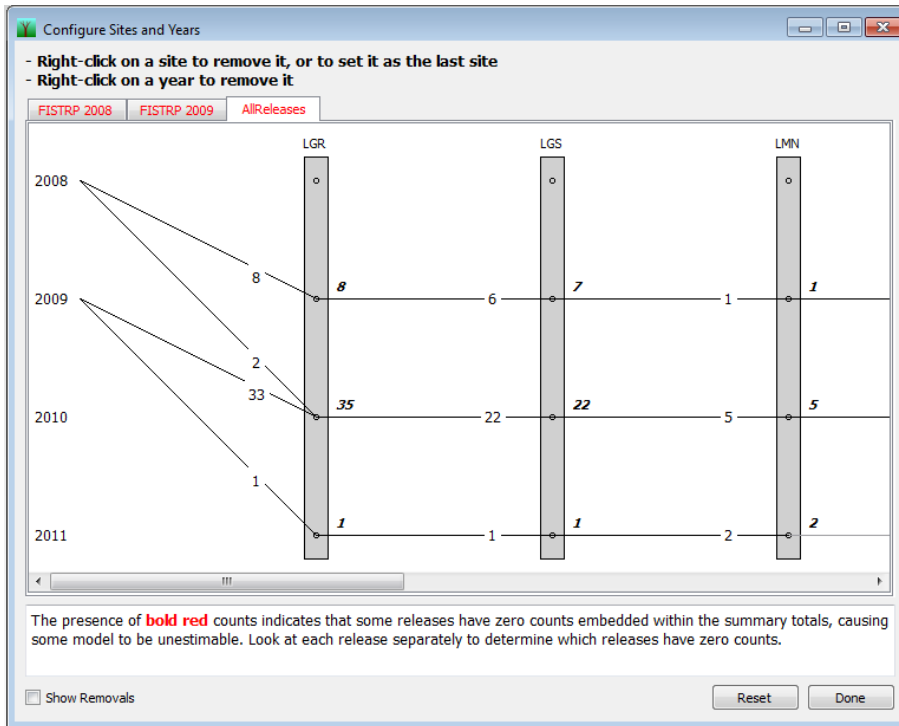 Configure Sites and Years
- Right-click on a site to remove it, or to set it as the last site
- Right-click on a year to remove it
FISTRP 2008 FISTRP 2009 AllReleases
LGR LGS LMN
2008
8
8 6 7 1 1
2009
2
33
35 22 22 5 5
2010
1
1 1 1 2 2
2011
The presence of bold red counts indicates that some releases have zero counts embedded within the summary totals, causing
some model to be unestimable. Look at each release separately to determine which releases have zero counts.
Show Removals Reset Done